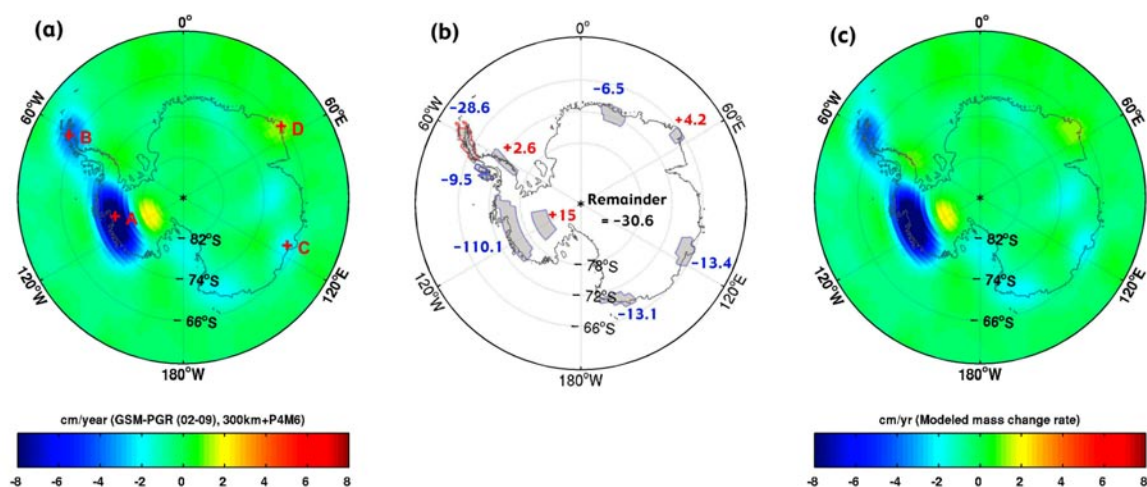 (a)
0°
60°W
60°E
B
D
A
C
82°S
74°S
66°S
120°W
120°E
180°W
cm/year (GSM-PGR (02-09), 300km+P4M6)
-8 -6 -4 -2 0 2 4 6 8
(b)
0°
60°W
60°E
-28.6
-6.5
+4.2
+2.6
-9.5
Remainder
= -30.6
+15
-110.1
-13.4
-13.1
78°S
72°S
66°S
120°W
120°E
180°W
(c)
0°
60°W
60°E
82°S
74°S
66°S
120°W
120°E
180°W
cm/yr (Modeled mass change rate)
-8 -6 -4 -2 0 2 4 6 8